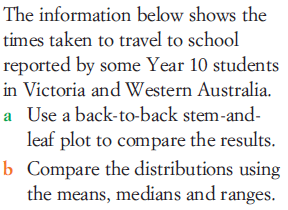 The information below shows the
times taken to travel to school
reported by some Year 10 students
in Victoria and Western Australia.
a Use a back-to-back stem-and-
leaf plot to compare the results.
b Compare the distributions using
the means, medians and ranges.